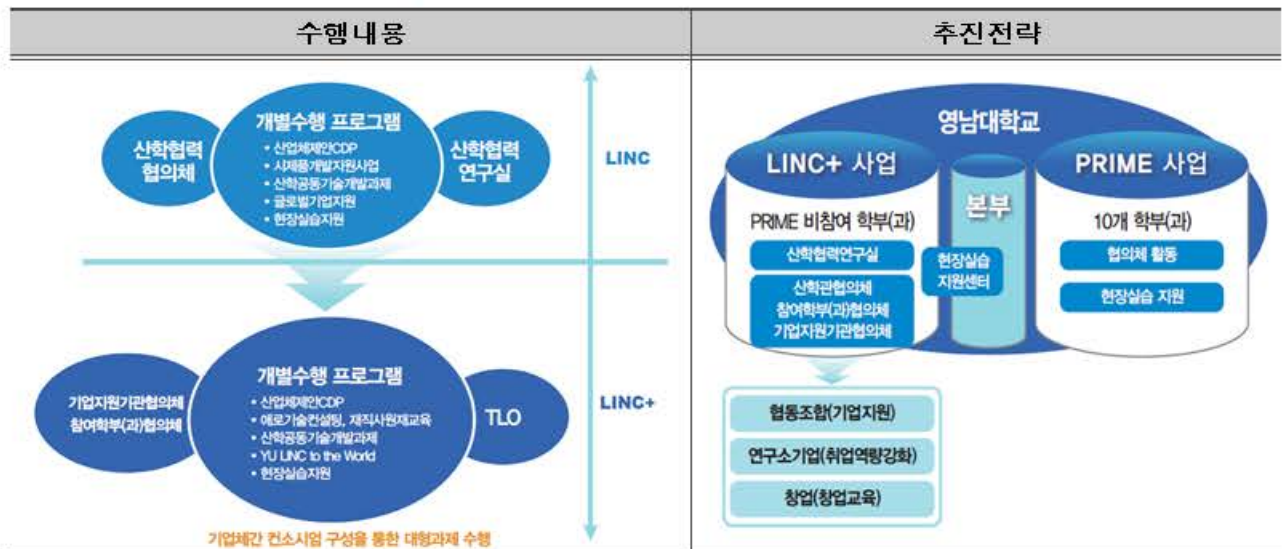 수행내용
추진전략
산학협력
협의체
개별수행 프로그램
• 산업체제안CDP
• 시제품개발지원사업
• 산학공동기술개발과제
• 글로벌기업지원
• 현장실습지원
산학협력
연구실
LINC
기업지원기관협의체
참여학부(과)협의체
개별수행 프로그램
• 산업체제안CDP
• 애로기술컨설팅, 재직사원재교육
• 산학공동기술개발과제
• YU LINC to the World
• 현장실습지원
TLO
LINC+
기업체간 컨소시엄 구성을 통한 대형과제 수행
영남대학교
LINC+ 사업
PRIME 비참여 학부(과)
산학협력연구실
산학관협의체
참여학부(과)협의체
기업지원기관협의체
본부
현장실습
지원센터
PRIME 사업
10개 학부(과)
협의체 활동
현장실습 지원
협동조합(기업지원)
연구소기업(취업역량강화)
창업(창업교육)